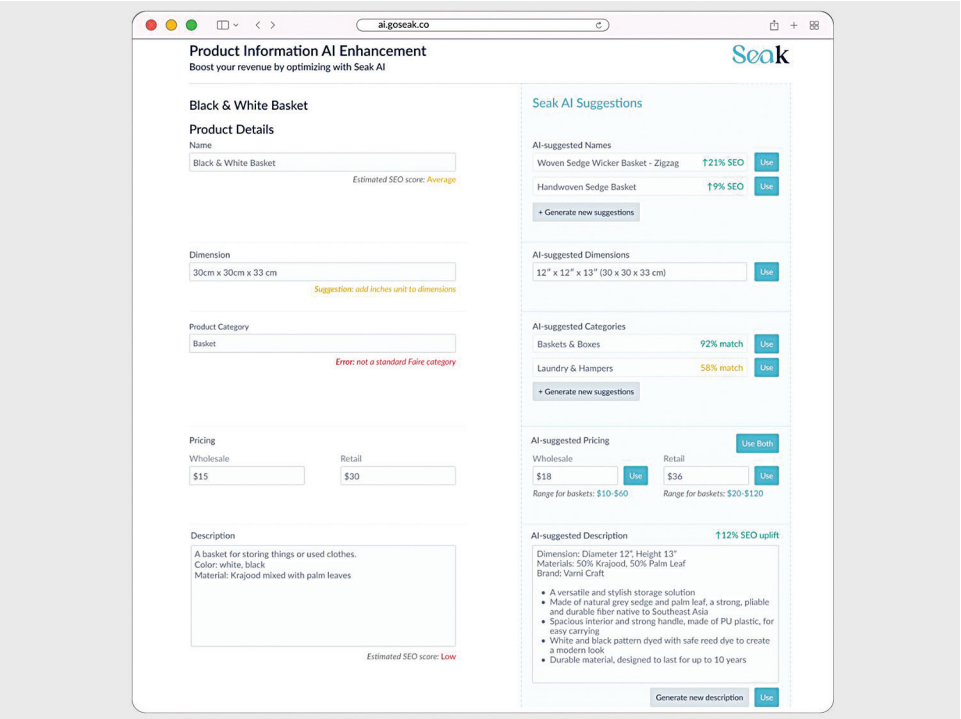 ai.goseak.co
Product Information AI Enhancement
Boost your revenue by optimizing with Seak AI
Seak
Black & White Basket
Product Details
Name
Black & White Basket
Estimated SEO score: Average
Dimension
30cm x 30cm x 33 cm
Suggestion: add inches unit to dimensions
Product Category
Basket
Error: not a standard Faire category
Pricing
Wholesale
Retail
$15
$30
Description
A basket for storing things or used clothes.
Color: white, black
Material: Krajood mixed with palm leaves
Estimated SEO score: Low
Seak AI Suggestions
AI-suggested Names
Woven Sedge Wicker Basket - Zigzag ↑21% SEO Use
Handwoven Sedge Basket ↑9% SEO Use
+ Generate new suggestions
AI-suggested Dimensions
12″ x 12″ x 13″ (30 x 30 x 33 cm) Use
AI-suggested Categories
Baskets & Boxes 92% match Use
Laundry & Hampers 58% match Use
+ Generate new suggestions
AI-suggested Pricing Use Both
Wholesale
Retail
$18 Use
$36 Use
Range for baskets: $10-$60
Range for baskets: $20-$120
AI-suggested Description ↑12% SEO uplift
Dimension: Diameter 12″, Height 13″
Materials: 50% Krajood, 50% Palm Leaf
Brand: Varni Craft
• A versatile and stylish storage solution
• Made of natural grey sedge and palm leaf, a strong, pliable
and durable fiber native to Southeast Asia
• Spacious interior and strong handle, made of PU plastic, for
easy carrying
• White and black pattern dyed with safe reed dye to create
a modern look
• Durable material, designed to last for up to 10 years
Generate new description Use